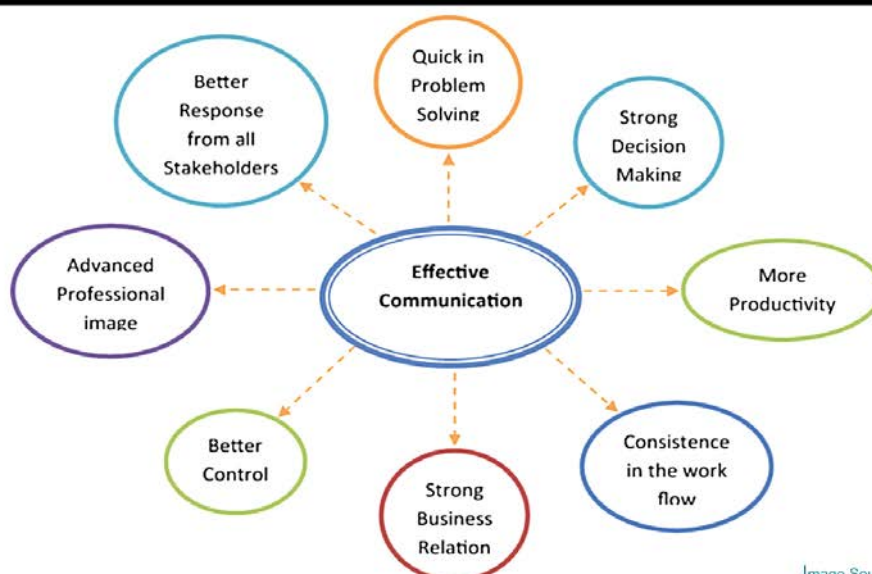 Quick in
Problem
Solving
Better
Response
from all
Stakeholders
Strong
Decision
Making
Advanced
Professional
image
Effective
Communication
More
Productivity
Better
Control
Strong
Business
Relation
Consistence
in the work
flow
Image